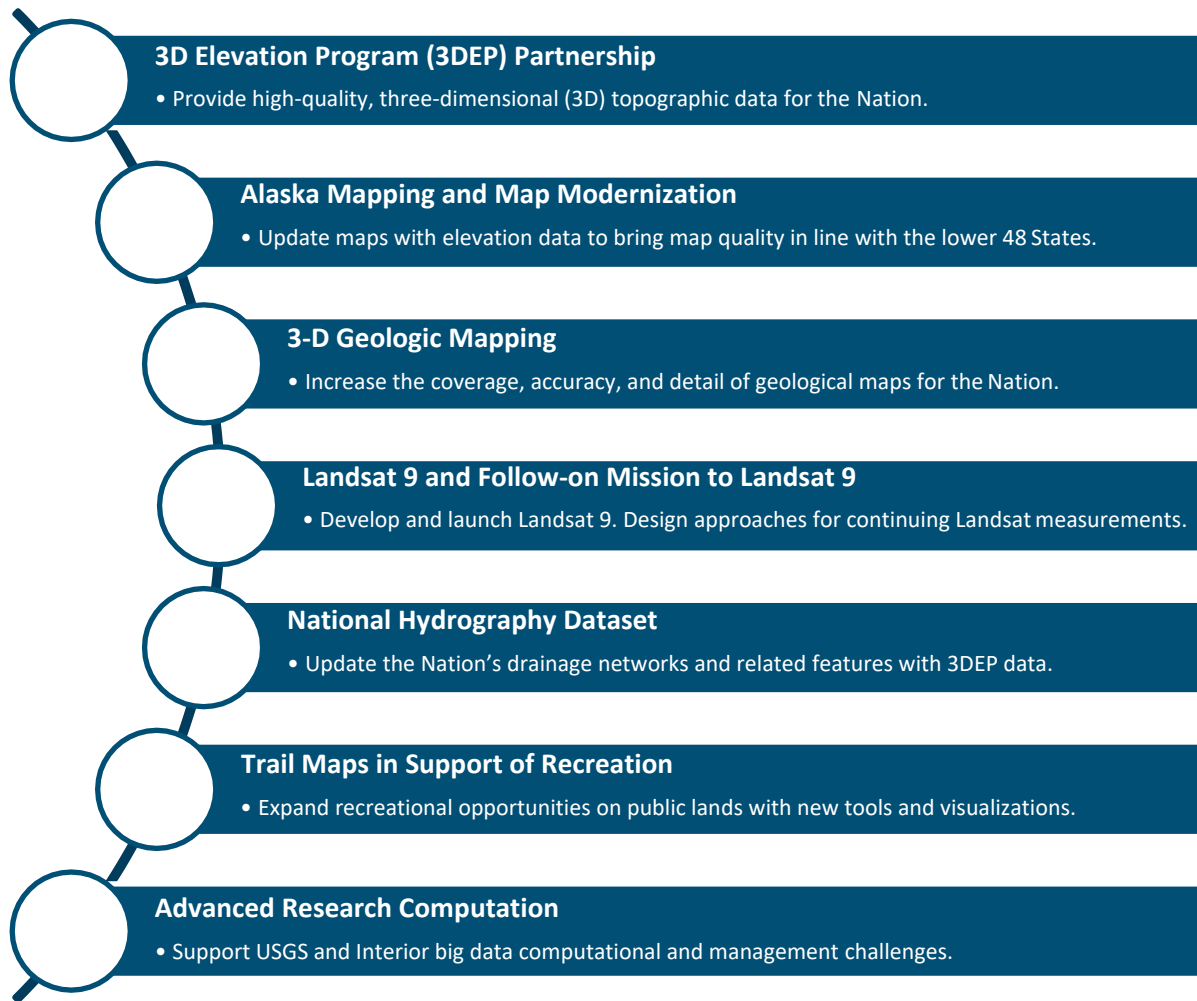 3D Elevation Program (3DEP) Partnership
• Provide high-quality, three-dimensional (3D) topographic data for the Nation.
Alaska Mapping and Map Modernization
• Update maps with elevation data to bring map quality in line with the lower 48 States.
3-D Geologic Mapping
• Increase the coverage, accuracy, and detail of geological maps for the Nation.
Landsat 9 and Follow-on Mission to Landsat 9
• Develop and launch Landsat 9. Design approaches for continuing Landsat measurements.
National Hydrography Dataset
• Update the Nation’s drainage networks and related features with 3DEP data.
Trail Maps in Support of Recreation
• Expand recreational opportunities on public lands with new tools and visualizations.
Advanced Research Computation
• Support USGS and Interior big data computational and management challenges.